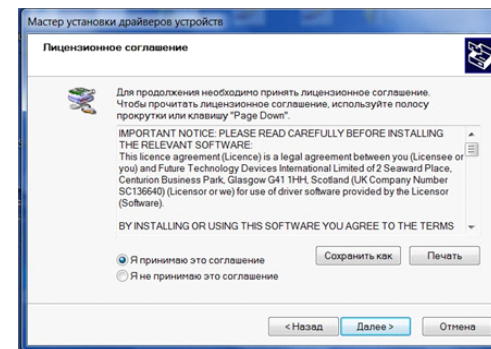 Мастер установки драйверов устройств
Лицензионное соглашение
Для продолжения необходимо принять лицензионное соглашение.
Чтобы прочитать лицензионное соглашение, используйте полосу
прокрутки или клавишу "Page Down".
IMPORTANT NOTICE: PLEASE READ CAREFULLY BEFORE INSTALLING
THE RELEVANT SOFTWARE:
This licence agreement (Licence) is a legal agreement between you (Licensee or
you) and Future Technology Devices International Limited of 2 Seaward Place,
Centurion Business Park, Glasgow G41 1HH, Scotland (UK Company Number
SC136640) (Licensor or we) for use of driver software provided by the Licensor
(Software).
BY INSTALLING OR USING THIS SOFTWARE YOU AGREE TO THE TERMS
Я принимаю это соглашение
Сохранить как
Печать
Я не принимаю это соглашение
< Назад
Далее >
Отмена